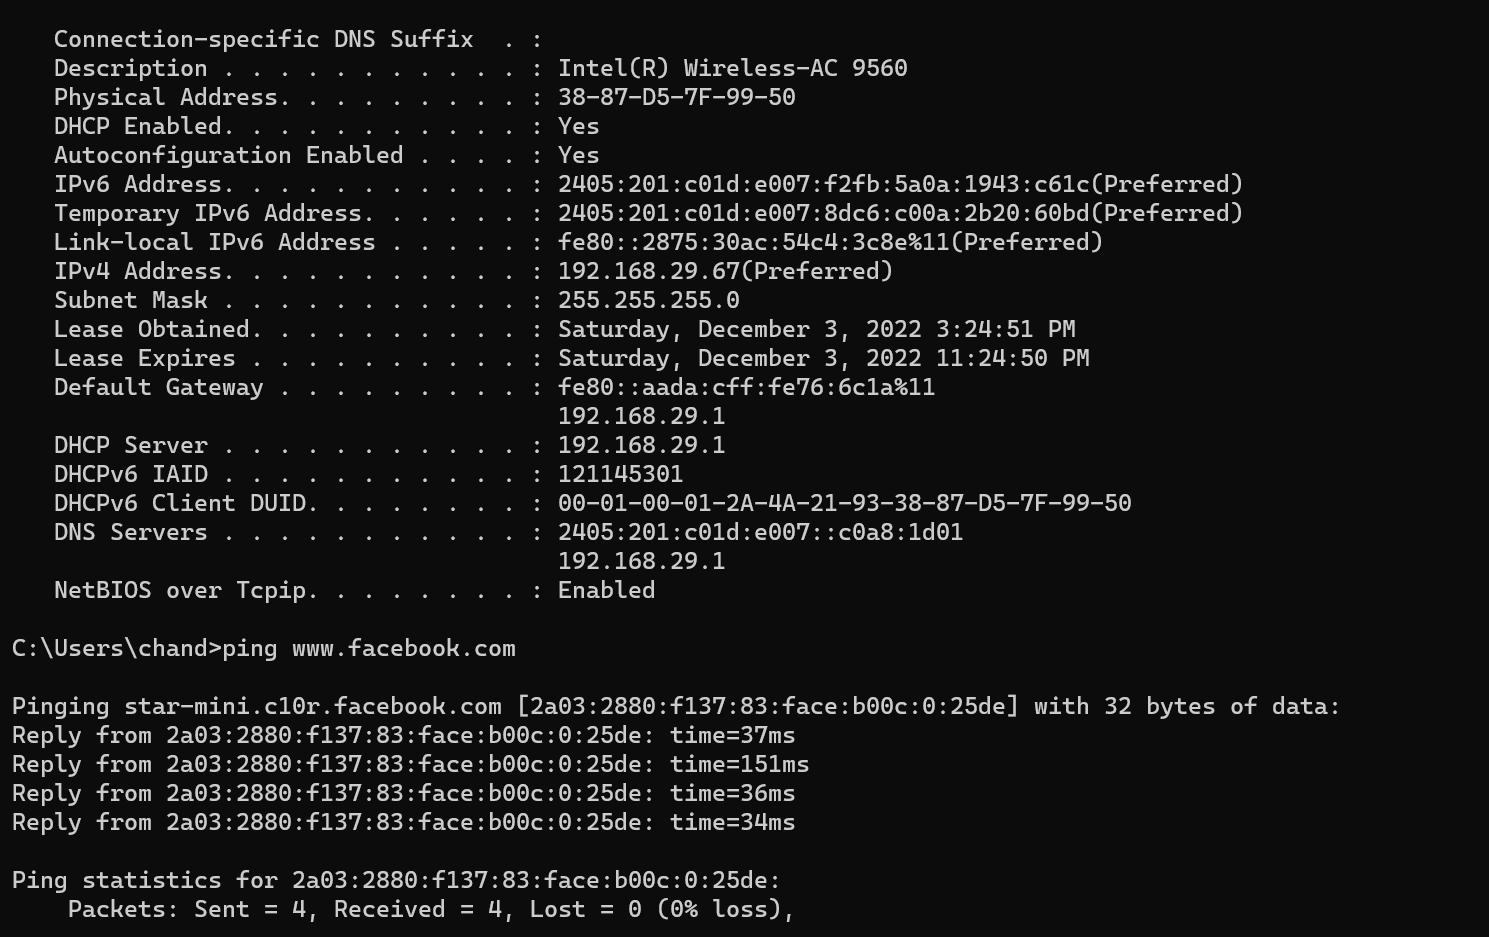 Connection-specific DNS Suffix  . :
Description . . . . . . . . . . . : Intel(R) Wireless-AC 9560
Physical Address. . . . . . . . . : 38-87-D5-7F-99-50
DHCP Enabled. . . . . . . . . . . : Yes
Autoconfiguration Enabled . . . . : Yes
IPv6 Address. . . . . . . . . . . : 2405:201:c01d:e007:f2fb:5a0a:1943:c61c(Preferred)
Temporary IPv6 Address. . . . . . : 2405:201:c01d:e007:8dc6:c00a:2b20:60bd(Preferred)
Link-local IPv6 Address . . . . . : fe80::2875:30ac:54c4:3c8e%11(Preferred)
IPv4 Address. . . . . . . . . . . : 192.168.29.67(Preferred)
Subnet Mask . . . . . . . . . . . : 255.255.255.0
Lease Obtained. . . . . . . . . . : Saturday, December 3, 2022 3:24:51 PM
Lease Expires . . . . . . . . . . : Saturday, December 3, 2022 11:24:50 PM
Default Gateway . . . . . . . . . : fe80::aada:cff:fe76:6c1a%11
192.168.29.1
DHCP Server . . . . . . . . . . . : 192.168.29.1
DHCPv6 IAID . . . . . . . . . . . : 121145301
DHCPv6 Client DUID. . . . . . . . : 00-01-00-01-2A-4A-21-93-38-87-D5-7F-99-50
DNS Servers . . . . . . . . . . . : 2405:201:c01d:e007::c0a8:1d01
192.168.29.1
NetBIOS over Tcpip. . . . . . . . : Enabled
C:\Users\chand>ping www.facebook.com
Pinging star-mini.c10r.facebook.com [2a03:2880:f137:83:face:b00c:0:25de] with 32 bytes of data:
Reply from 2a03:2880:f137:83:face:b00c:0:25de: time=37ms
Reply from 2a03:2880:f137:83:face:b00c:0:25de: time=151ms
Reply from 2a03:2880:f137:83:face:b00c:0:25de: time=36ms
Reply from 2a03:2880:f137:83:face:b00c:0:25de: time=34ms
Ping statistics for 2a03:2880:f137:83:face:b00c:0:25de:
Packets: Sent = 4, Received = 4, Lost = 0 (0% loss),